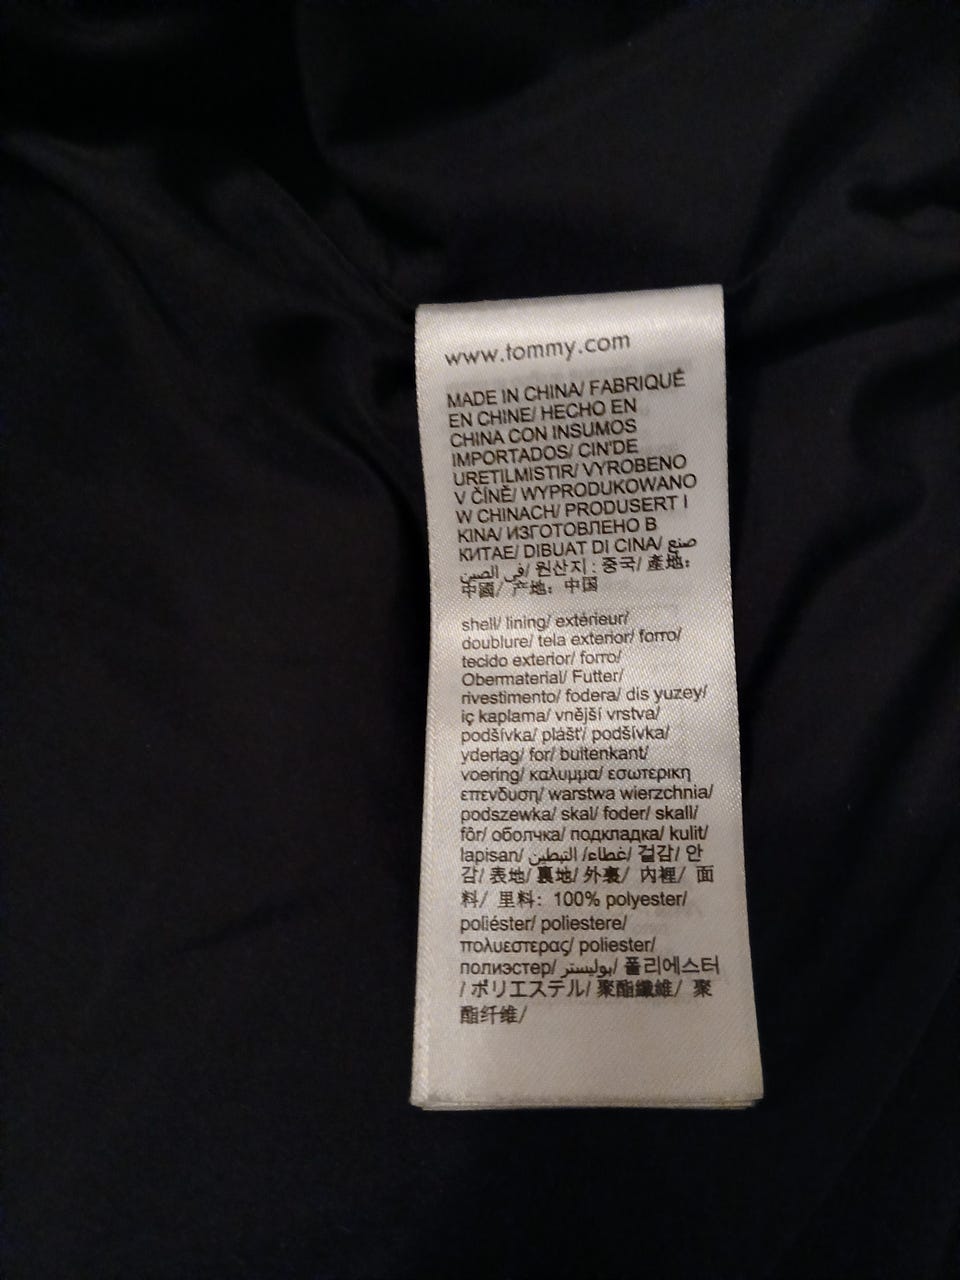 www.tommy.com
MADE IN CHINA/ FABRIQUÉ
EN CHINE/ HECHO EN
CHINA CON INSUMOS
IMPORTADOS/ CIN'DE
URETILMISTIR/ VYROBENO
V ČÍNĚ/ WYPRODUKOWANO
W CHINACH/ PRODUSERT I
KINA/ ИЗГОТОВЛЕНО В
КИТАЕ/ DIBUAT DI CINA/ صنع
في الصين/ 원산지 : 중국/ 產地:
中國/ 产地: 中国
shell/ lining/ extérieur/
doublure/ tela exterior/ forro/
tecido exterior/ forro/
Obermaterial/ Futter/
rivestimento/ fodera/ dis yuzey/
iç kaplama/ vnější vrstva/
podšívka/ plášť/ podšívka/
yderlag/ for/ buitenkant/
voering/ καλυμμα/ εσωτερικη
επενδυση/ warstwa wierzchnia/
podszewka/ skal/ foder/ skall/
fôr/ оболчка/ подкладка/ kulit/
lapisan/ غطاء/ التبطين/ 겉감/ 안
감/ 表地/ 裏地/ 外裏/ 內裡/ 面
料/ 里料: 100% polyester/
poliéster/ poliestere/
πολυεστερας/ poliester/
полиэстер/ بوليستر/ 폴리에스터
/ ポリエステル/ 聚酯纖維/ 聚
酯纤维/